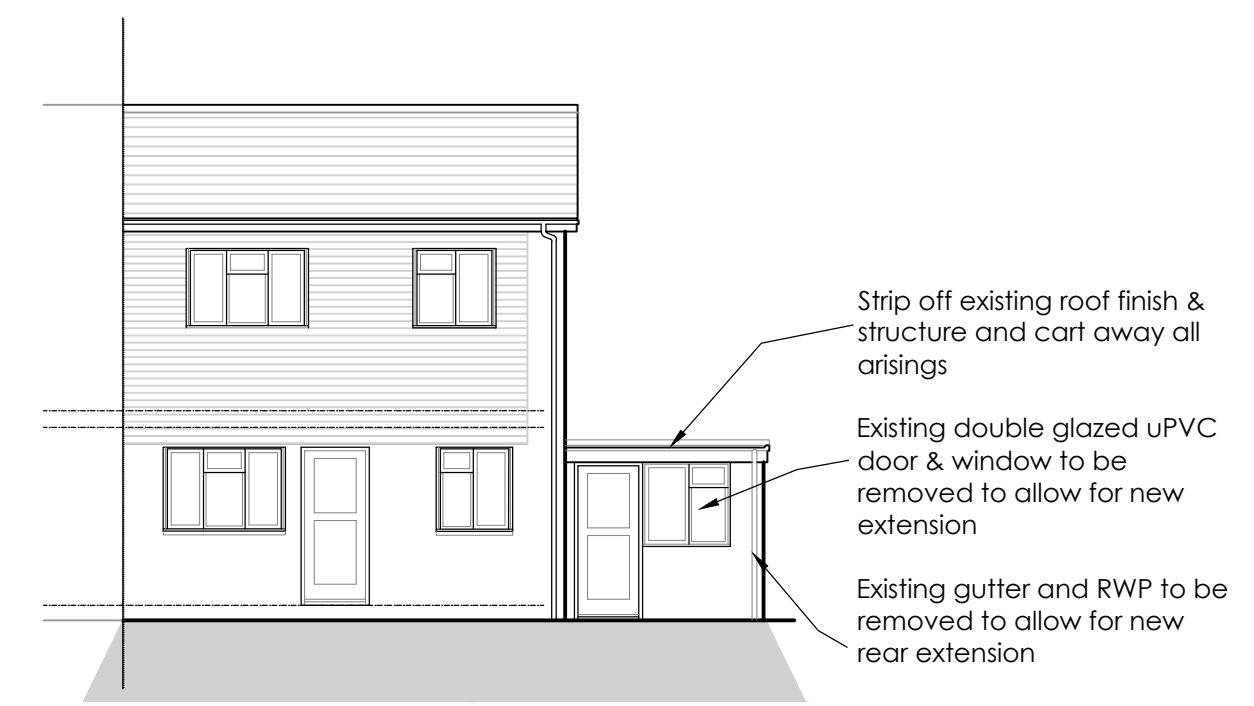 Strip off existing roof finish &
structure and cart away all
arisings
Existing double glazed uPVC
door & window to be
removed to allow for new
extension
Existing gutter and RWP to be
removed to allow for new
rear extension